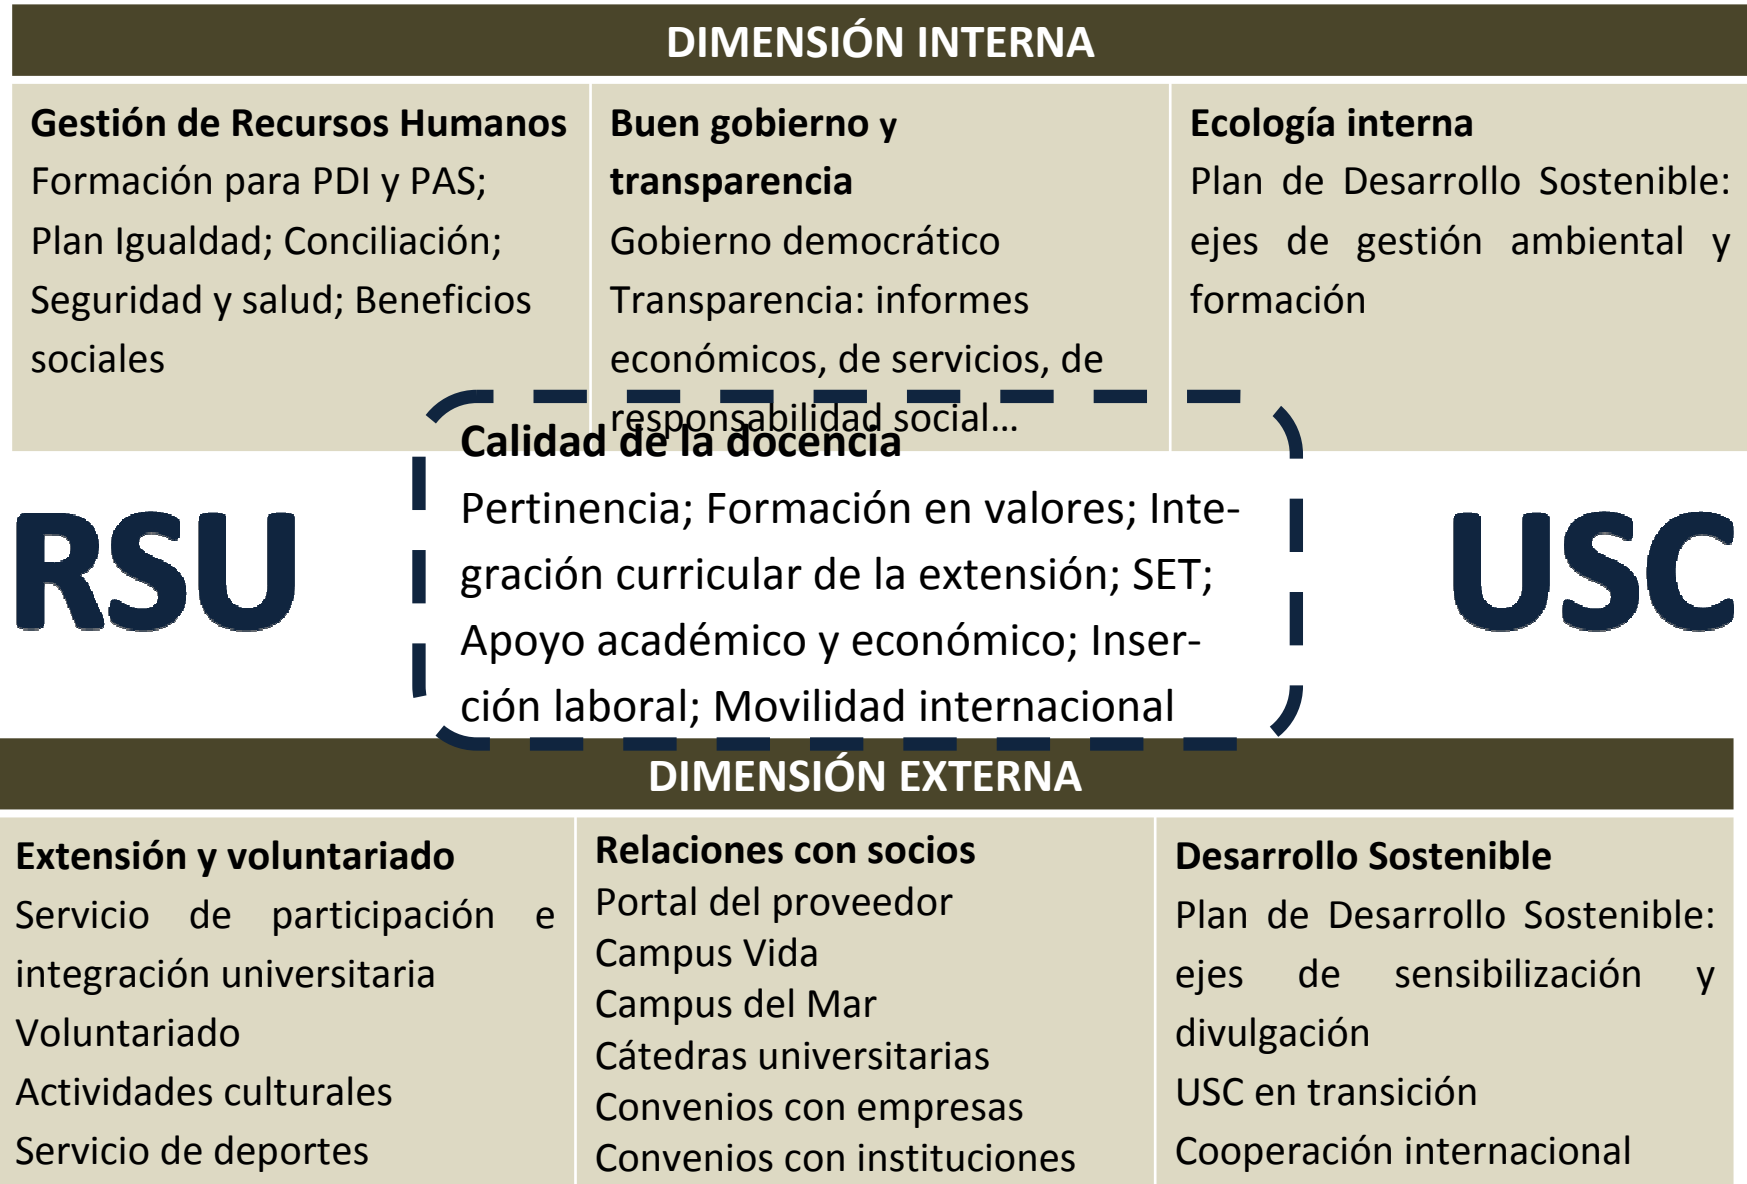 DIMENSIÓN INTERNA
Gestión de Recursos Humanos
Formación para PDI y PAS;
Plan Igualdad; Conciliación;
Seguridad y salud; Beneficios
sociales
Buen gobierno y
transparencia
Gobierno democrático
Transparencia: informes
económicos, de servicios, de
responsabilidad social…
Ecología interna
Plan de Desarrollo Sostenible:
ejes de gestión ambiental y
formación
RSU
Calidad de la docencia
Pertinencia; Formación en valores; Inte-
gración curricular de la extensión; SET;
Apoyo académico y económico; Inser-
ción laboral; Movilidad internacional
USC
DIMENSIÓN EXTERNA
Extensión y voluntariado
Servicio de participación e
integración universitaria
Voluntariado
Actividades culturales
Servicio de deportes
Relaciones con socios
Portal del proveedor
Campus Vida
Campus del Mar
Cátedras universitarias
Convenios con empresas
Convenios con instituciones
Desarrollo Sostenible
Plan de Desarrollo Sostenible:
ejes de sensibilización y
divulgación
USC en transición
Cooperación internacional